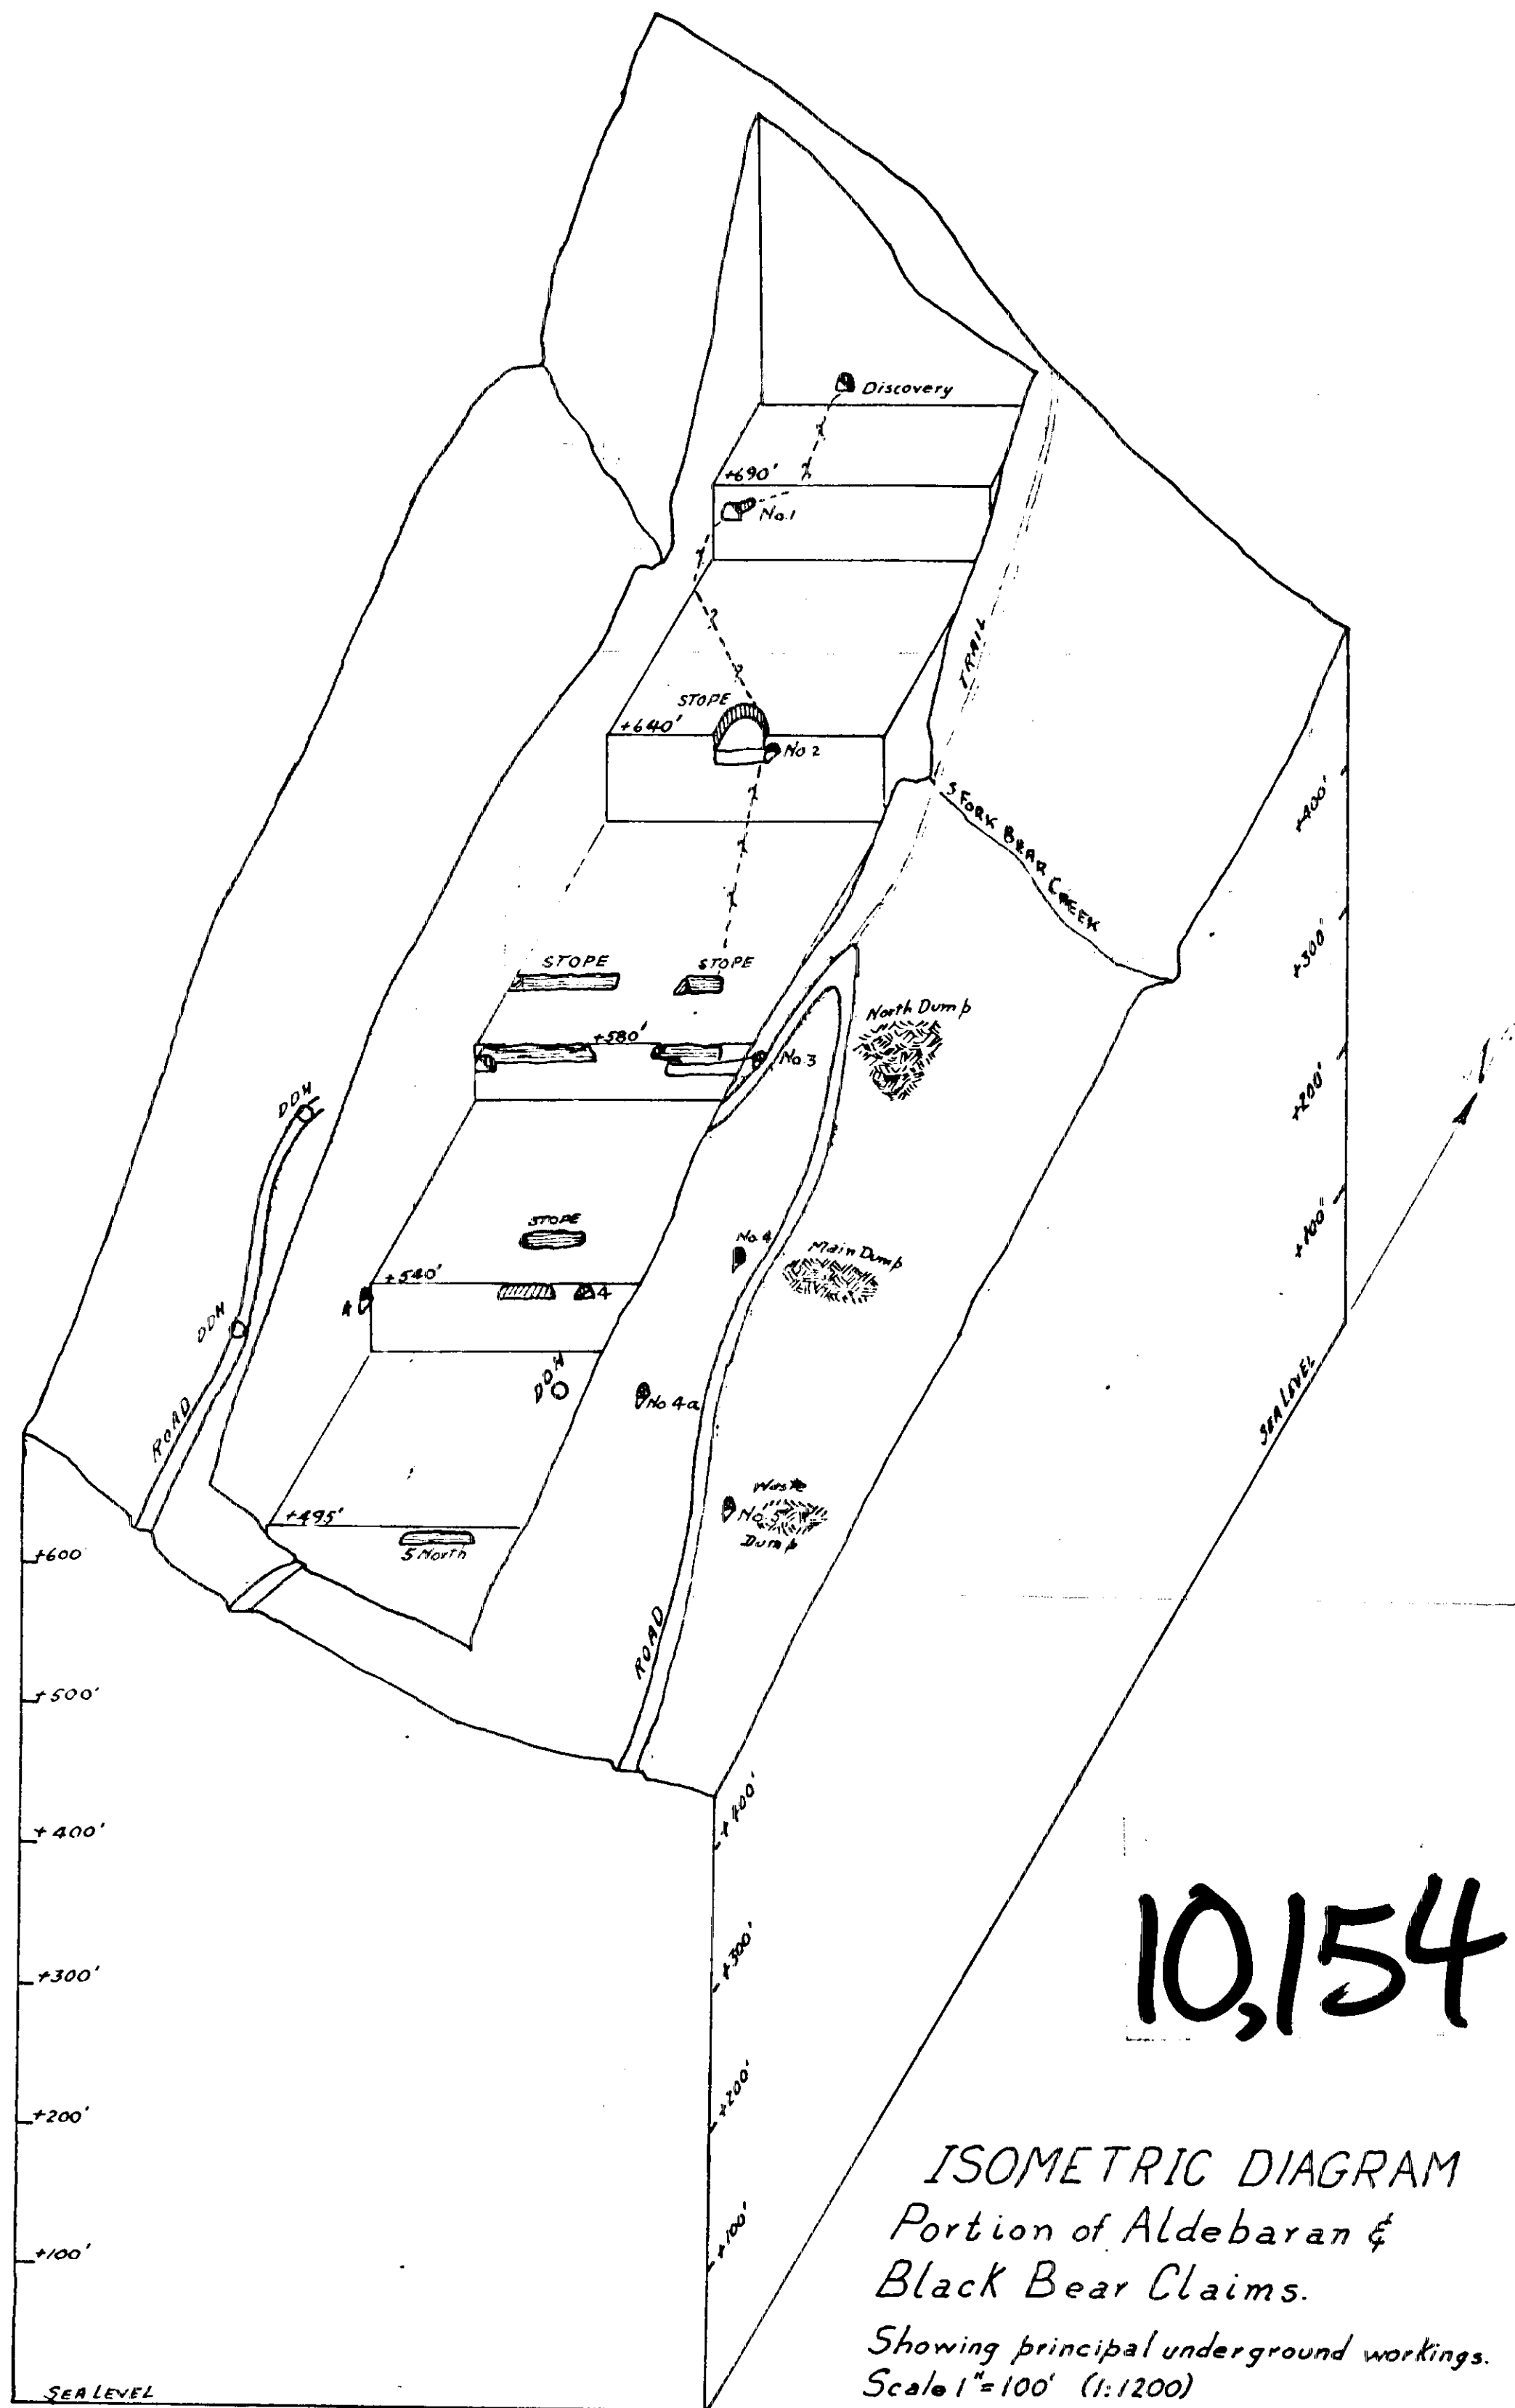 Discovery
+690'
No.1
TRAIL
STOPE
+640'
No 2
S FORK BEAR CREEK
+400'
+300'
+200'
+100'
STOPE
STOPE
North Dump
+580'
No.3
DDH
STOPE
No.4
Main Dump
+540'
4
4
DDH
DDH
No.4a
ROAD
SEA LEVEL
Waste
No.5
Dump
+495'
5 North
ROAD
+600
+500'
+400'
+300'
+200'
+100'
SEA LEVEL
+400'
+300'
+200'
+100'
10,154
ISOMETRIC DIAGRAM
Portion of Aldebaran &
Black Bear Claims.
Showing principal underground workings.
Scale 1"=100' (1:1200)